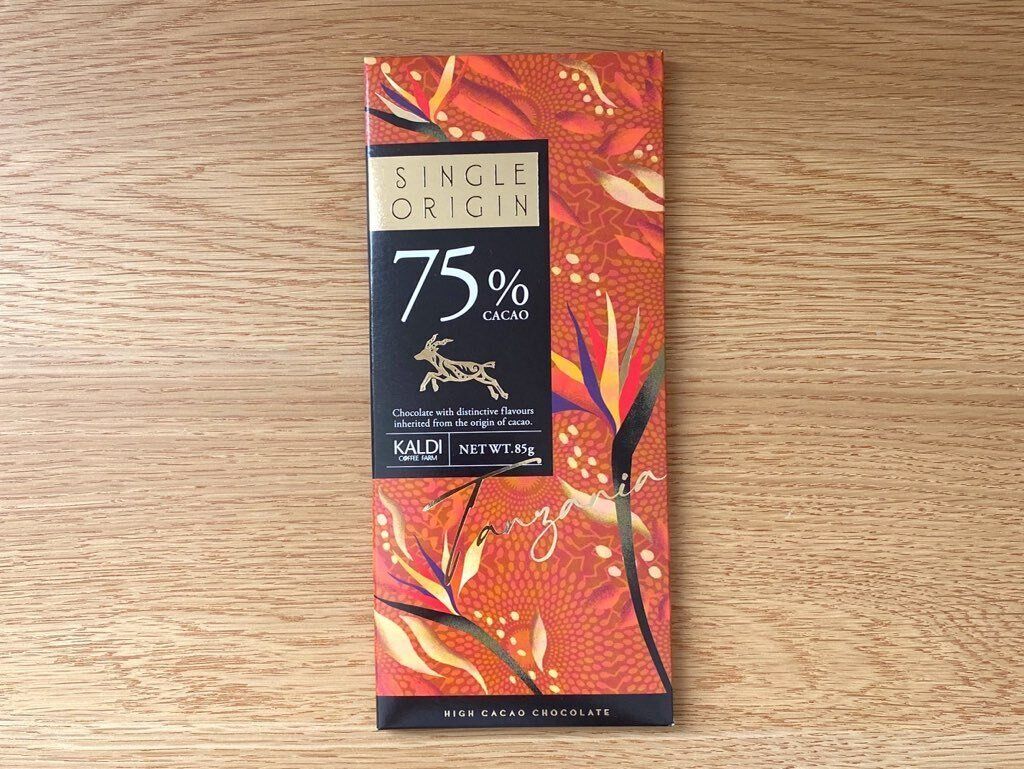 SINGLE
ORIGIN
75%
CACAO
Chocolate with distinctive flavours
inherited from the origin of cacao.
KALDI
COFFEE FARM
NET WT. 85g
Tanzania
HIGH CACAO CHOCOLATE